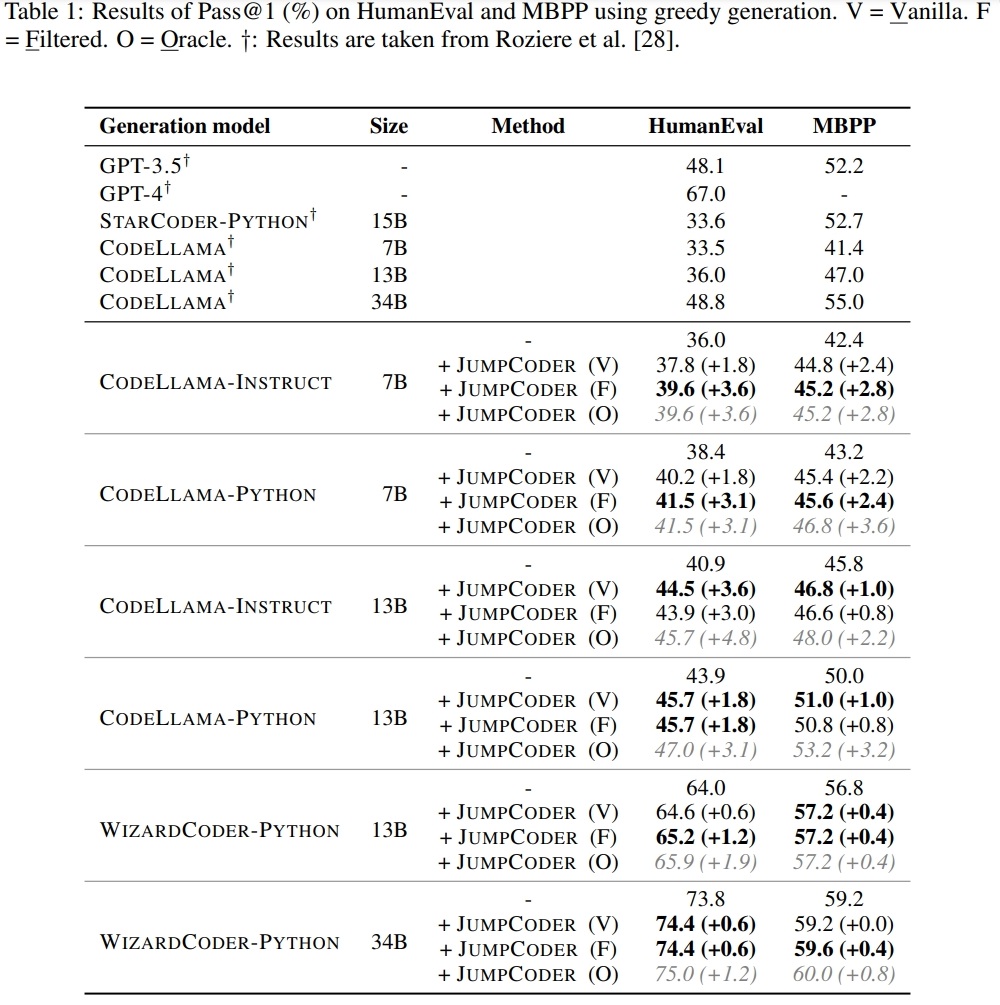 Table 1: Results of Pass@1 (%) on HumanEval and MBPP using greedy generation. V = Vanilla. F
= Filtered. O = Oracle. †: Results are taken from Roziere et al. [28].
Generation model Size Method HumanEval MBPP
GPT-3.5† - 48.1 52.2
GPT-4† - 67.0 -
STARCODER-PYTHON† 15B 33.6 52.7
CODELLAMA† 7B 33.5 41.4
CODELLAMA† 13B 36.0 47.0
CODELLAMA† 34B 48.8 55.0
CODELLAMA-INSTRUCT 7B - 36.0 42.4
+ JUMPCODER (V) 37.8 (+1.8) 44.8 (+2.4)
+ JUMPCODER (F) 39.6 (+3.6) 45.2 (+2.8)
+ JUMPCODER (O) 39.6 (+3.6) 45.2 (+2.8)
CODELLAMA-PYTHON 7B - 38.4 43.2
+ JUMPCODER (V) 40.2 (+1.8) 45.4 (+2.2)
+ JUMPCODER (F) 41.5 (+3.1) 45.6 (+2.4)
+ JUMPCODER (O) 41.5 (+3.1) 46.8 (+3.6)
CODELLAMA-INSTRUCT 13B - 40.9 45.8
+ JUMPCODER (V) 44.5 (+3.6) 46.8 (+1.0)
+ JUMPCODER (F) 43.9 (+3.0) 46.6 (+0.8)
+ JUMPCODER (O) 45.7 (+4.8) 48.0 (+2.2)
CODELLAMA-PYTHON 13B - 43.9 50.0
+ JUMPCODER (V) 45.7 (+1.8) 51.0 (+1.0)
+ JUMPCODER (F) 45.7 (+1.8) 50.8 (+0.8)
+ JUMPCODER (O) 47.0 (+3.1) 53.2 (+3.2)
WIZARDCODER-PYTHON 13B - 64.0 56.8
+ JUMPCODER (V) 64.6 (+0.6) 57.2 (+0.4)
+ JUMPCODER (F) 65.2 (+1.2) 57.2 (+0.4)
+ JUMPCODER (O) 65.9 (+1.9) 57.2 (+0.4)
WIZARDCODER-PYTHON 34B - 73.8 59.2
+ JUMPCODER (V) 74.4 (+0.6) 59.2 (+0.0)
+ JUMPCODER (F) 74.4 (+0.6) 59.6 (+0.4)
+ JUMPCODER (O) 75.0 (+1.2) 60.0 (+0.8)